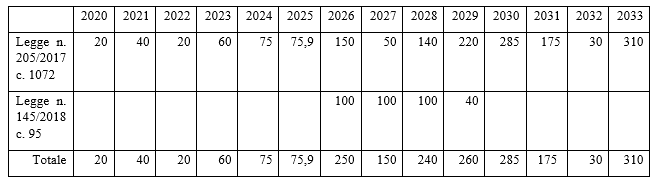 2020 2021 2022 2023 2024 2025 2026 2027 2028 2029 2030 2031 2032 2033
Legge n. 20 40 20 60 75 75,9 150 50 140 220 285 175 30 310
205/2017
c. 1072
Legge n. 100 100 100 40
145/2018
c. 95
Totale 20 40 20 60 75 75,9 250 150 240 260 285 175 30 310